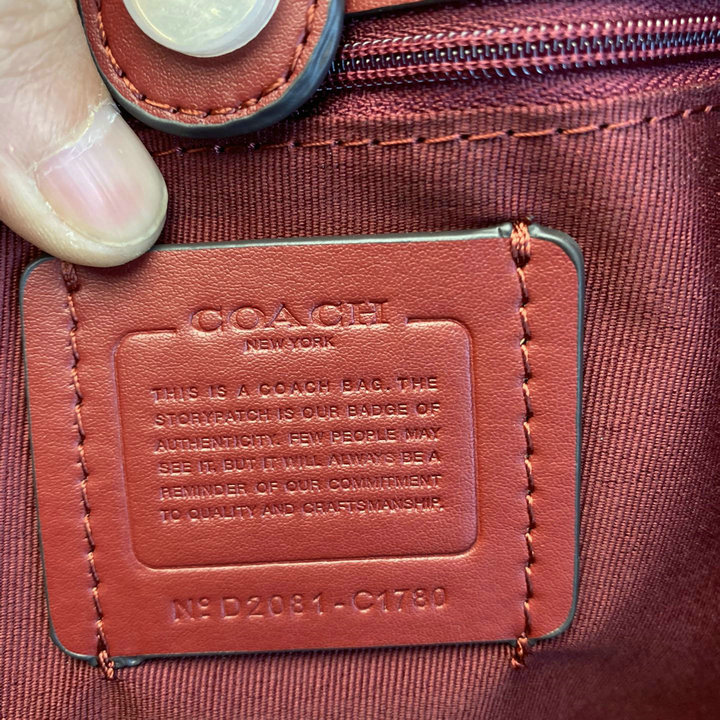 COACH
NEW YORK
THIS IS A COACH BAG. THE
STORYPATCH IS OUR BADGE OF
AUTHENTICITY. FEW PEOPLE MAY
SEE IT, BUT IT WILL ALWAYS BE A
REMINDER OF OUR COMMITMENT
TO QUALITY AND CRAFTSMANSHIP.
Nº D2081-C1780